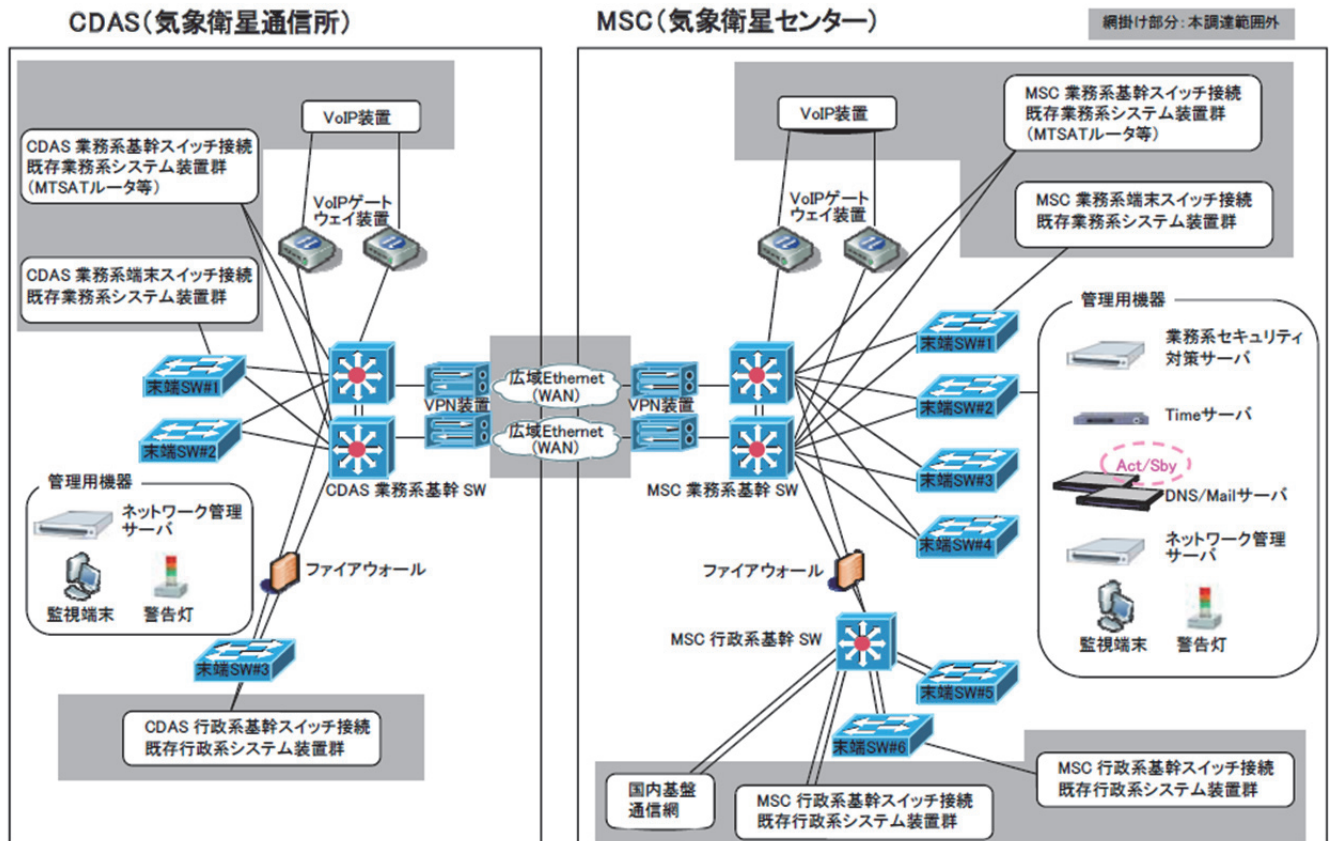 CDAS(気象衛星通信所)
MSC(気象衛星センター)
網掛け部分:本調達範囲外
VoIP装置
CDAS 業務系基幹スイッチ接続
既存業務系システム装置群
(MTSATルータ等)
VoIPゲート
ウェイ装置
CDAS 業務系端末スイッチ接続
既存業務系システム装置群
末端SW#1
末端SW#2
VPN装置
CDAS 業務系基幹 SW
管理用機器
ネットワーク管理
サーバ
監視端末
警告灯
ファイアウォール
末端SW#3
CDAS 行政系基幹スイッチ接続
既存行政系システム装置群
広域Ethernet
(WAN)
広域Ethernet
(WAN)
VoIP装置
MSC 業務系基幹スイッチ接続
既存業務系システム装置群
(MTSATルータ等)
VoIPゲート
ウェイ装置
MSC 業務系端末スイッチ接続
既存業務系システム装置群
VPN装置
MSC 業務系基幹 SW
末端SW#1
末端SW#2
末端SW#3
末端SW#4
管理用機器
業務系セキュリティ
対策サーバ
Timeサーバ
Act/Sby
DNS/Mailサーバ
ネットワーク管理
サーバ
監視端末
警告灯
ファイアウォール
MSC 行政系基幹 SW
末端SW#5
末端SW#6
国内基盤
通信網
MSC 行政系基幹スイッチ接続
既存行政系システム装置群
MSC 行政系基幹スイッチ接続
既存行政系システム装置群